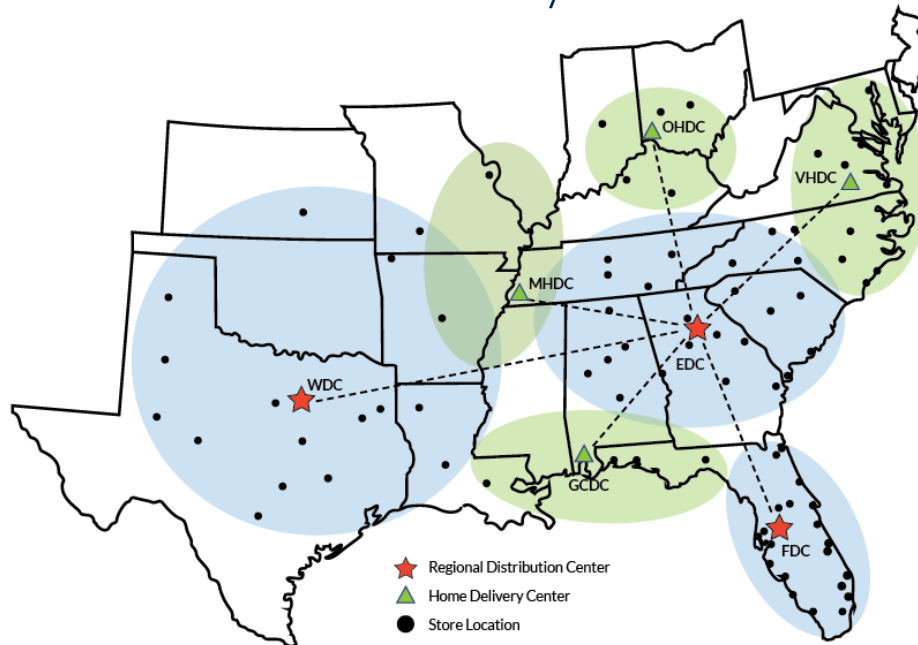 OHDC
VHDC
MHDC
EDC
WDC
GCDC
FDC
Regional Distribution Center
Home Delivery Center
Store Location